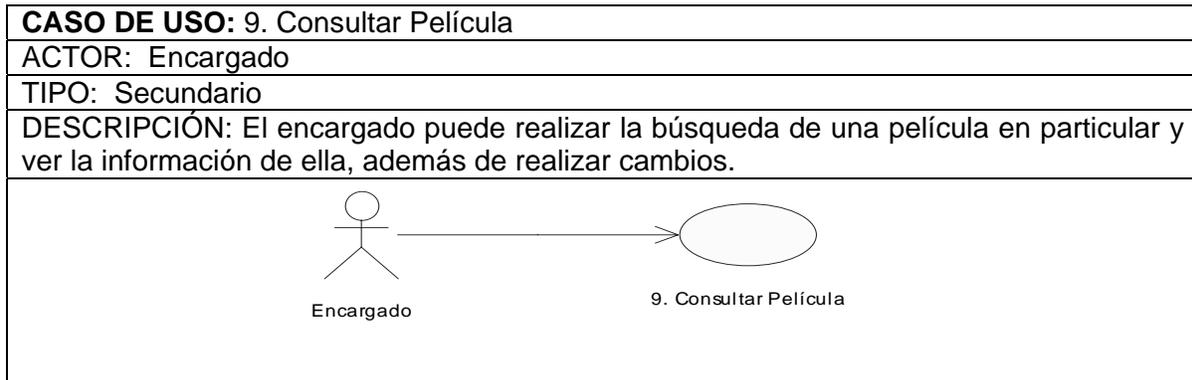 CASO DE USO: 9. Consultar Película
ACTOR: Encargado
TIPO: Secundario
DESCRIPCIÓN: El encargado puede realizar la búsqueda de una película en particular y
ver la información de ella, además de realizar cambios.
Encargado
9. Consultar Película